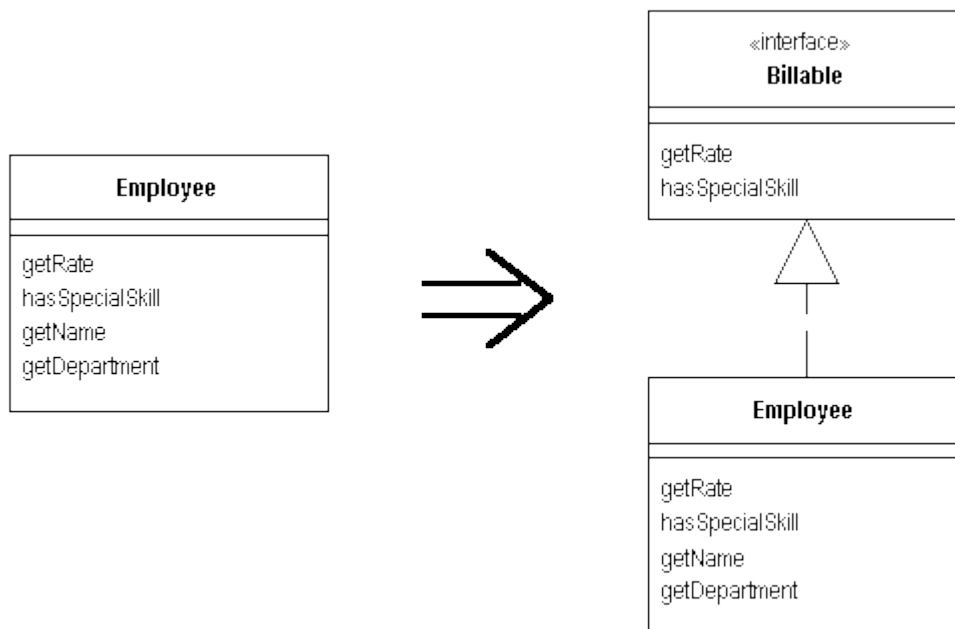 Employee
getRate
hasSpecialSkill
getName
getDepartment
«interface»
Billable
getRate
hasSpecialSkill
Employee
getRate
hasSpecialSkill
getName
getDepartment